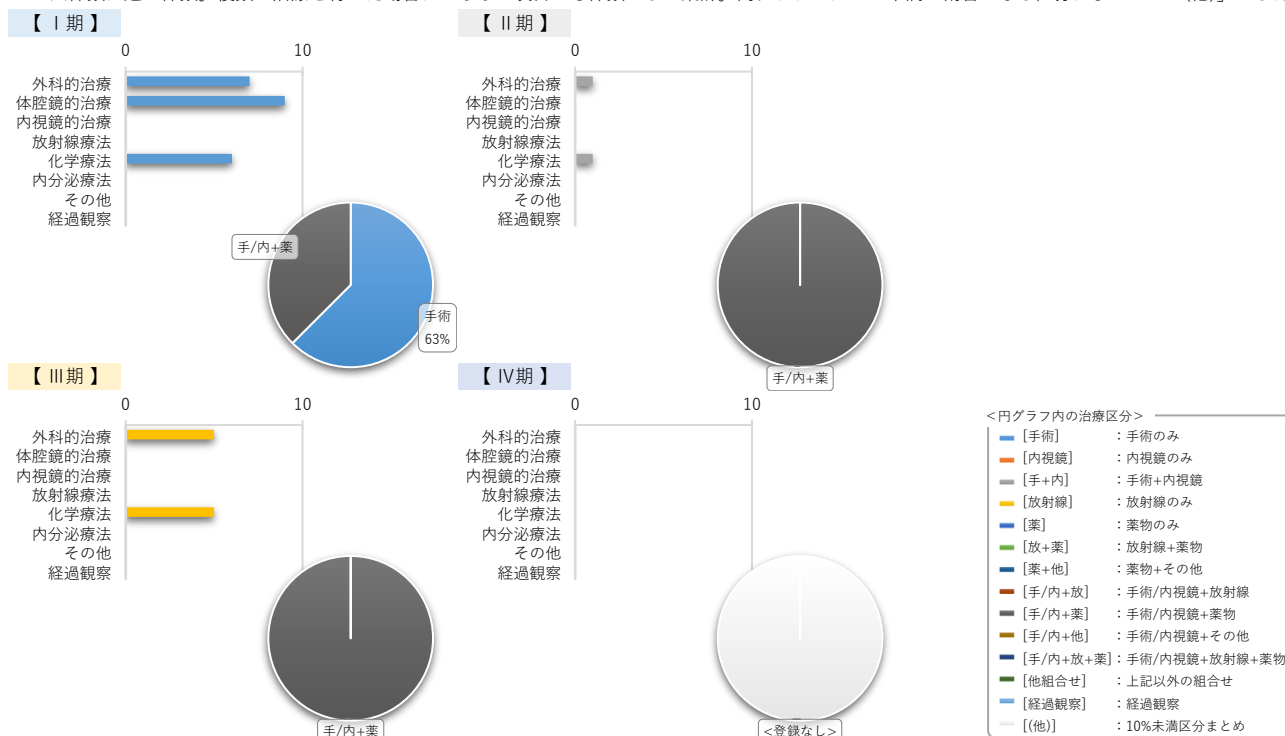 【 Ⅰ期 】
0 10
外科的治療
体腔鏡的治療
内視鏡的治療
放射線療法
化学療法
内分泌療法
その他
経過観察
手/内+薬
手術
63%
【 Ⅱ期 】
0 10
外科的治療
体腔鏡的治療
内視鏡的治療
放射線療法
化学療法
内分泌療法
その他
経過観察
手/内+薬
【 Ⅲ期 】
0 10
外科的治療
体腔鏡的治療
内視鏡的治療
放射線療法
化学療法
内分泌療法
その他
経過観察
手/内+薬
【 Ⅳ期 】
0 10
外科的治療
体腔鏡的治療
内視鏡的治療
放射線療法
化学療法
内分泌療法
その他
経過観察
<登録なし>
<円グラフ内の治療区分>
[手術] ：手術のみ
[内視鏡] ：内視鏡のみ
[手+内] ：手術+内視鏡
[放射線] ：放射線のみ
[薬] ：薬物のみ
[放+薬] ：放射線+薬物
[薬+他] ：薬物+その他
[手/内+放] ：手術/内視鏡+放射線
[手/内+薬] ：手術/内視鏡+薬物
[手/内+他] ：手術/内視鏡+その他
[手/内+放+薬]：手術/内視鏡+放射線+薬物
[他組合せ] ：上記以外の組合せ
[経過観察] ：経過観察
[(他)] ：10%未満区分まとめ